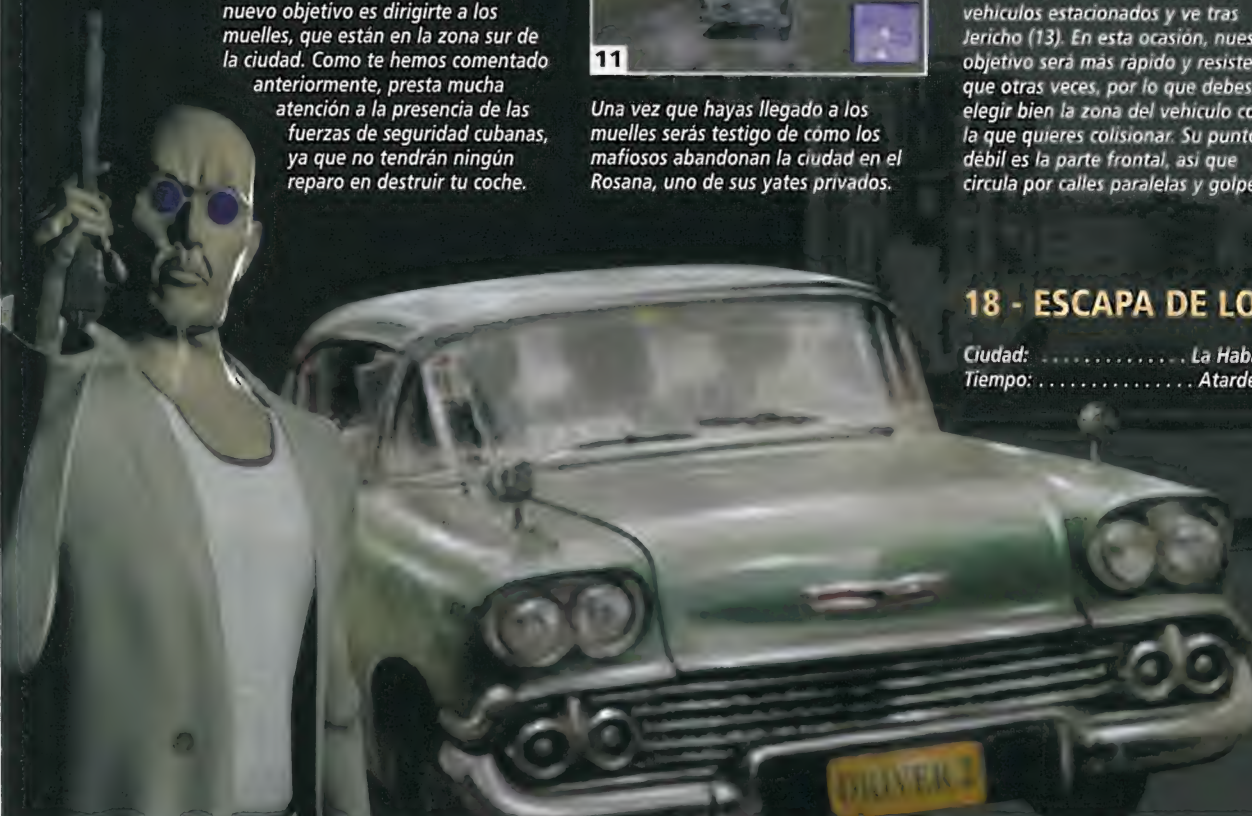 nuevo objetivo es dirigirte a los
muelles, que están en la zona sur de
la ciudad. Como te hemos comentado
anteriormente, presta mucha
atención a la presencia de las
fuerzas de seguridad cubanas,
ya que no tendrán ningún
reparo en destruir tu coche.
11
Una vez que hayas llegado a los
muelles serás testigo de cómo los
mafiosos abandonan la ciudad en el
Rosana, uno de sus yates privados.
vehículos estacionados y ve tras
Jericho (13). En esta ocasión, nues
objetivo será más rápido y resiste
que otras veces, por lo que debes
elegir bien la zona del vehículo co
la que quieres colisionar. Su punto
débil es la parte frontal, así que
circula por calles paralelas y golpe
18 - ESCAPA DE LO
Ciudad: .............. La Hab
Tiempo: ............... Atarde
DRIVER 2